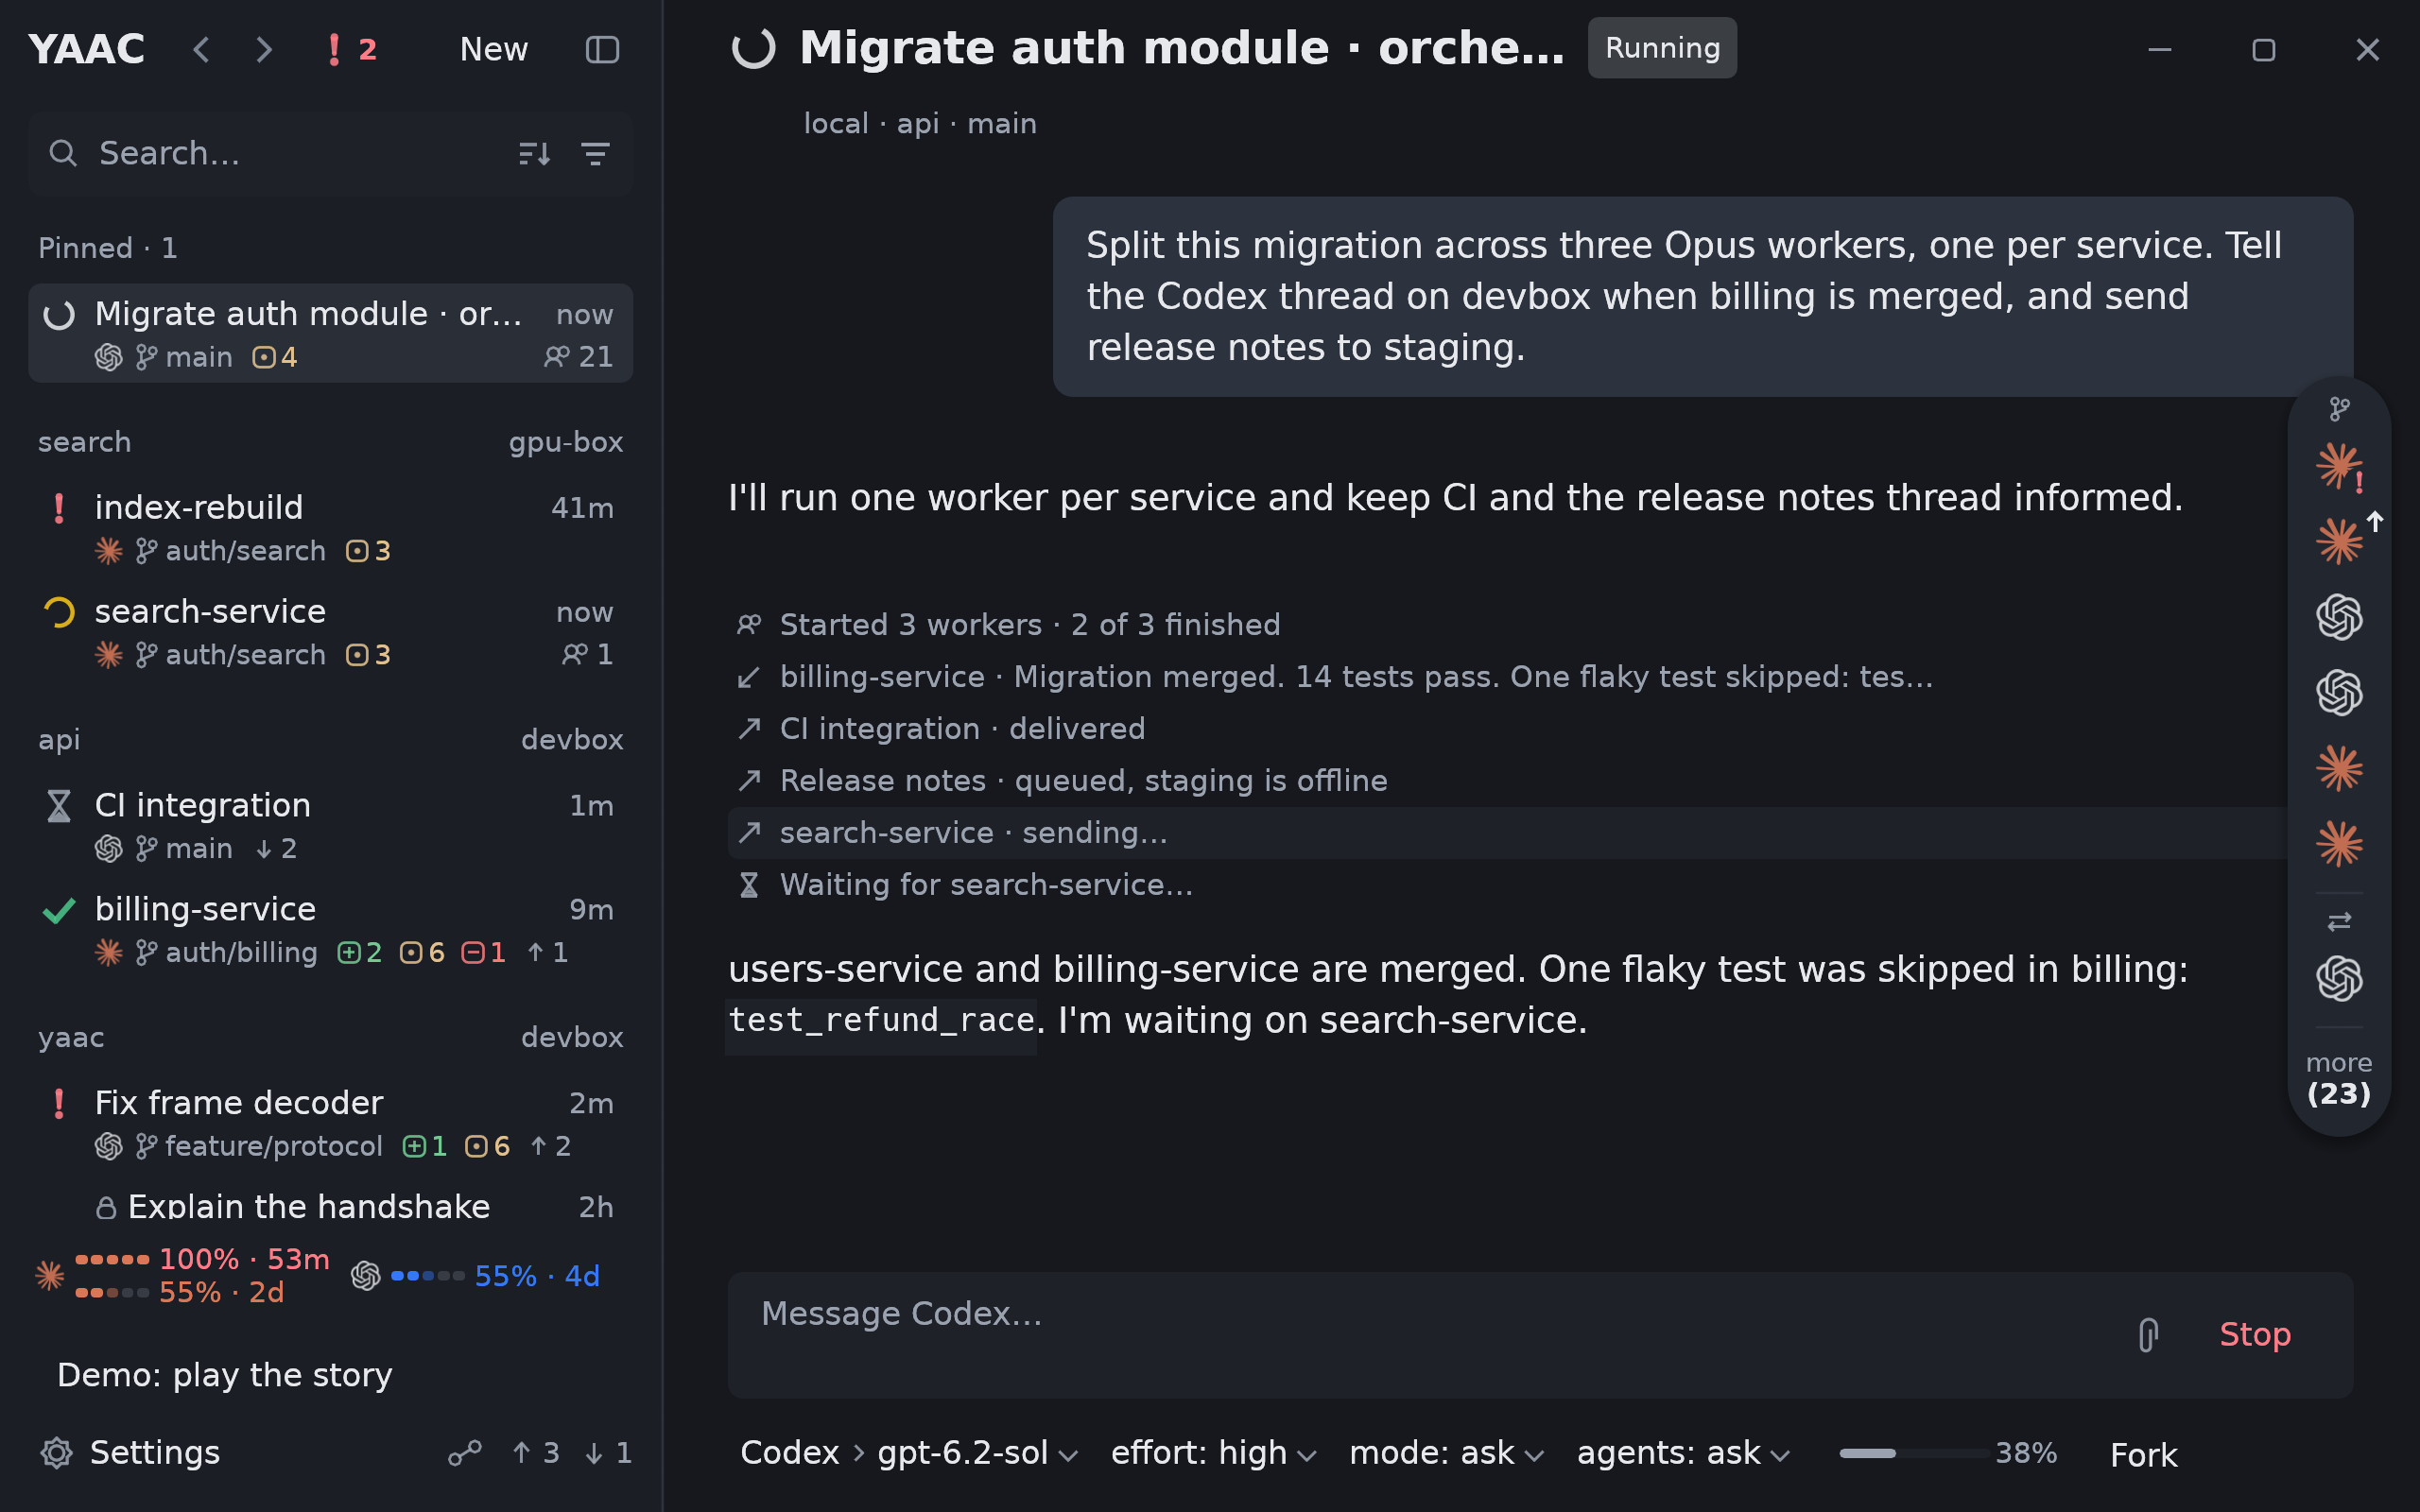 YAAC 2 New
Search...
Pinned · 1
Migrate auth module · or... now
main 4 21
search gpu-box
index-rebuild 41m
auth/search 3
search-service now
auth/search 3 1
api devbox
CI integration 1m
main ↓ 2
billing-service 9m
auth/billing 2 6 1 ↑ 1
yaac devbox
Fix frame decoder 2m
feature/protocol 1 6 ↑ 2
Explain the handshake 2h
100% · 53m
55% · 2d
55% · 4d
Demo: play the story
Settings ↑ 3 ↓ 1
Migrate auth module · orche... Running
local · api · main
Split this migration across three Opus workers, one per service. Tell
the Codex thread on devbox when billing is merged, and send
release notes to staging.
I'll run one worker per service and keep CI and the release notes thread informed.
Started 3 workers · 2 of 3 finished
billing-service · Migration merged. 14 tests pass. One flaky test skipped: tes...
CI integration · delivered
Release notes · queued, staging is offline
search-service · sending...
Waiting for search-service...
users-service and billing-service are merged. One flaky test was skipped in billing:
test_refund_race. I'm waiting on search-service.
more
(23)
Message Codex...
Stop
Codex > gpt-6.2-sol effort: high mode: ask agents: ask 38% Fork